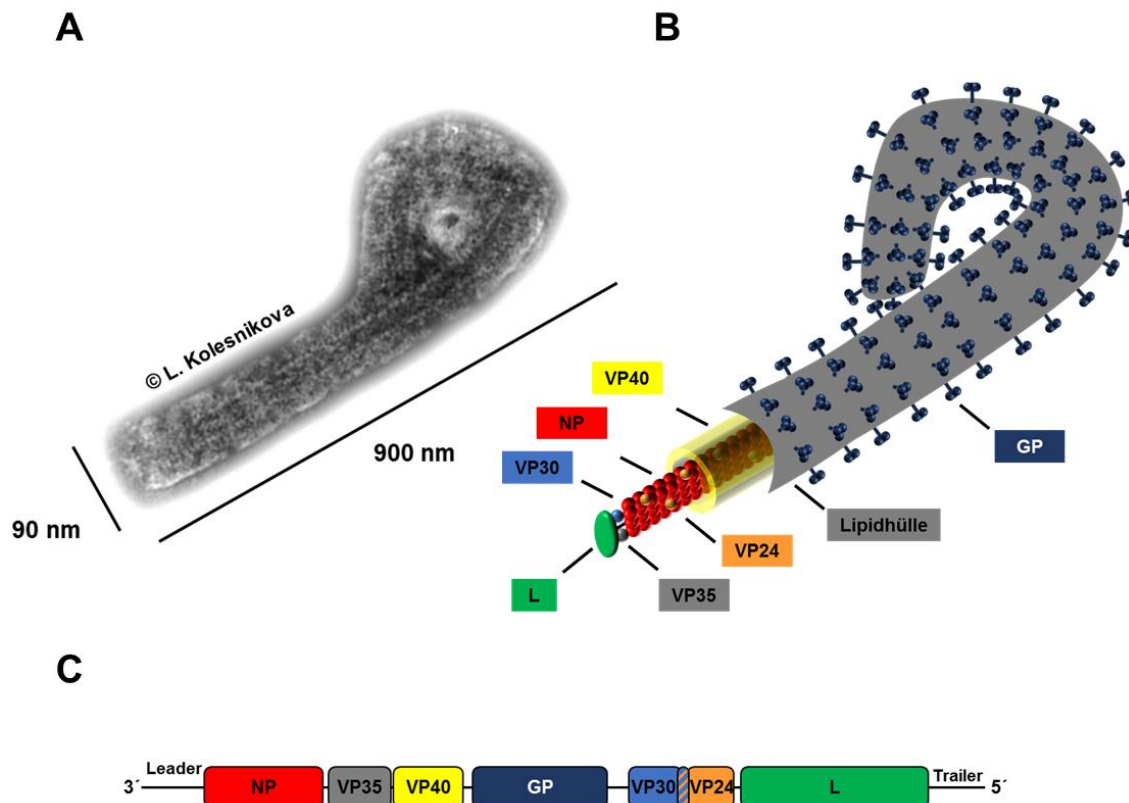 A
B
© L. Kolesnikova
900 nm
90 nm
VP40
NP
VP30
GP
Lipidhülle
VP24
L
VP35
C
3´
Leader
NP
VP35
VP40
GP
VP30
VP24
L
Trailer
5´